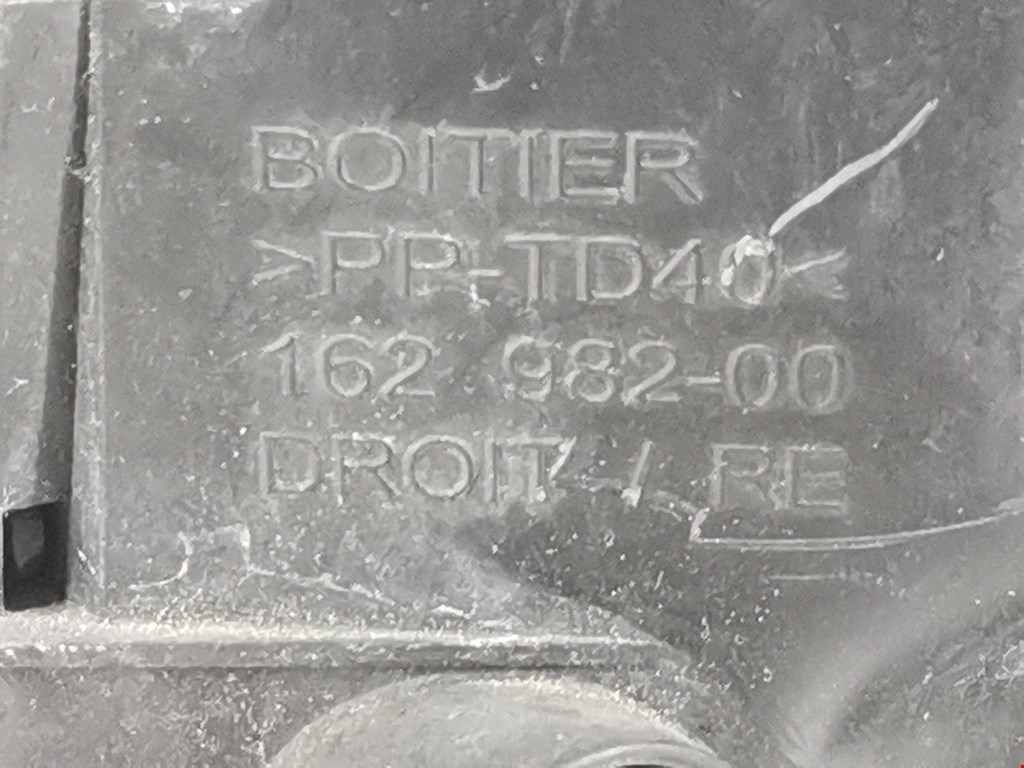 BOITIER
>PP-TD40<
162 982-00
DROIT / RE